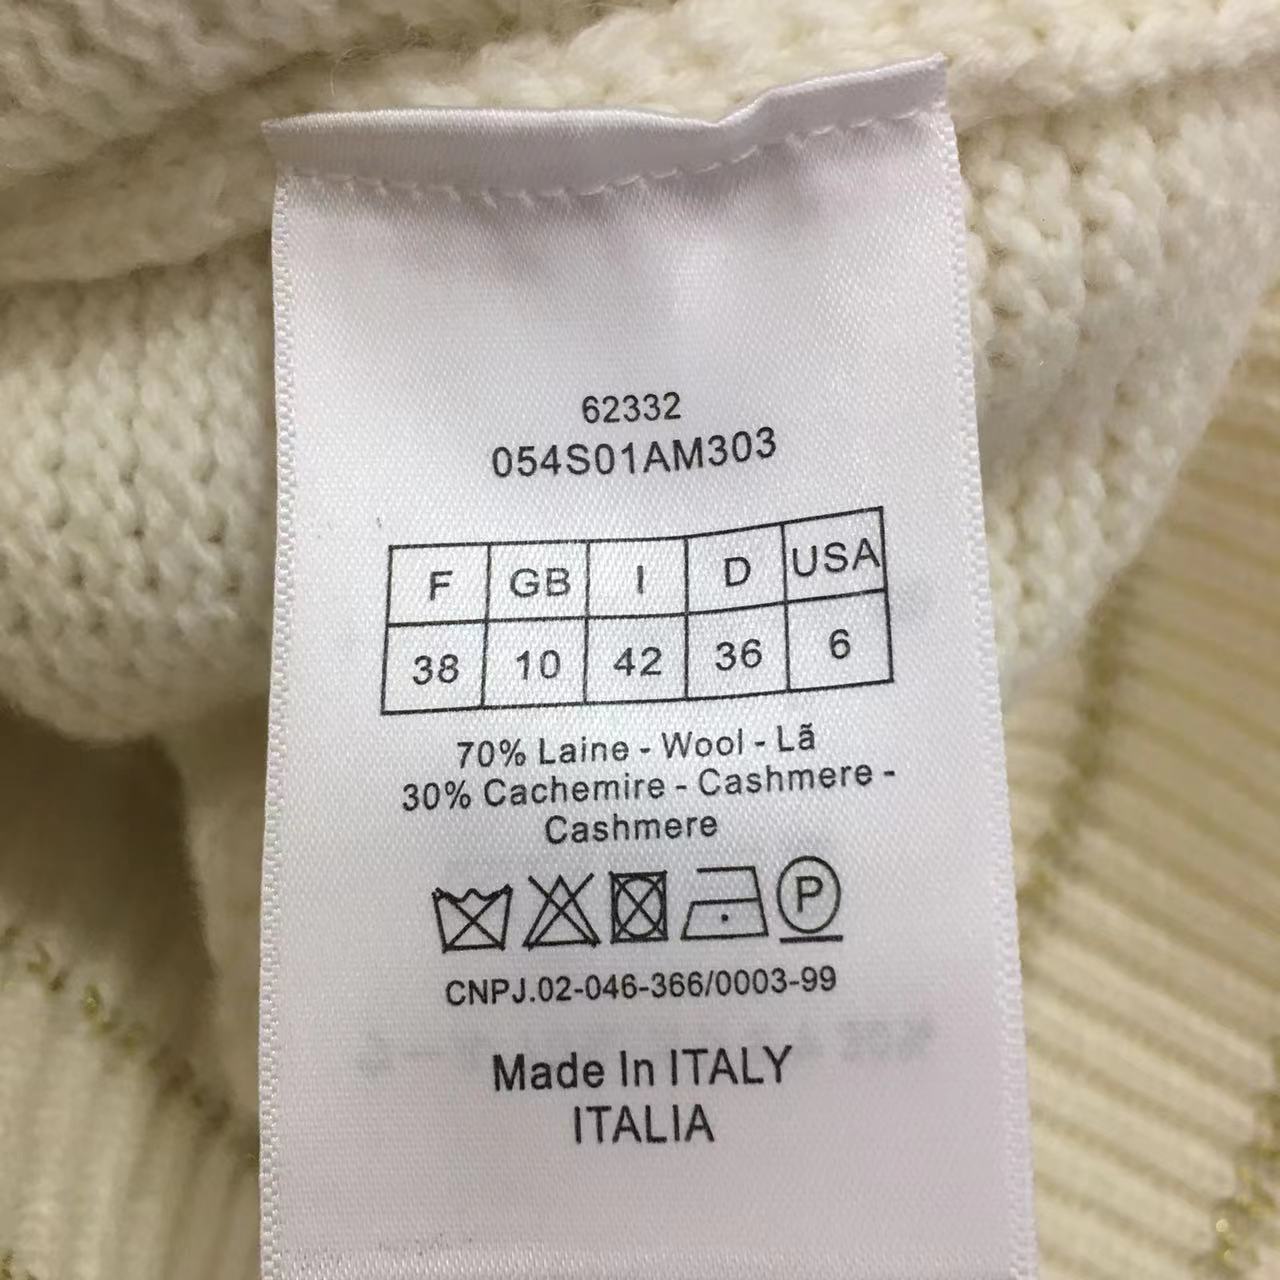 62332
054S01AM303
F GB I D USA
38 10 42 36 6
70% Laine - Wool - Lã
30% Cachemire - Cashmere -
Cashmere
P
CNPJ.02-046-366/0003-99
Made In ITALY
ITALIA